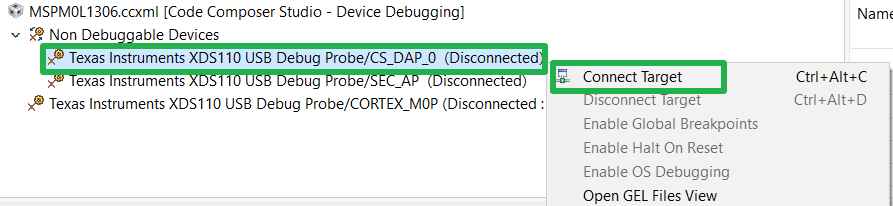 MSPM0L1306.ccxml [Code Composer Studio - Device Debugging]
Name
Non Debuggable Devices
Texas Instruments XDS110 USB Debug Probe/CS_DAP_0 (Disconnected)
Texas Instruments XDS110 USB Debug Probe/SEC_AP (Disconnected)
Texas Instruments XDS110 USB Debug Probe/CORTEX_M0P (Disconnected :
Connect Target Ctrl+Alt+C
Disconnect Target Ctrl+Alt+D
Enable Global Breakpoints
Enable Halt On Reset
Enable OS Debugging
Open GEL Files View